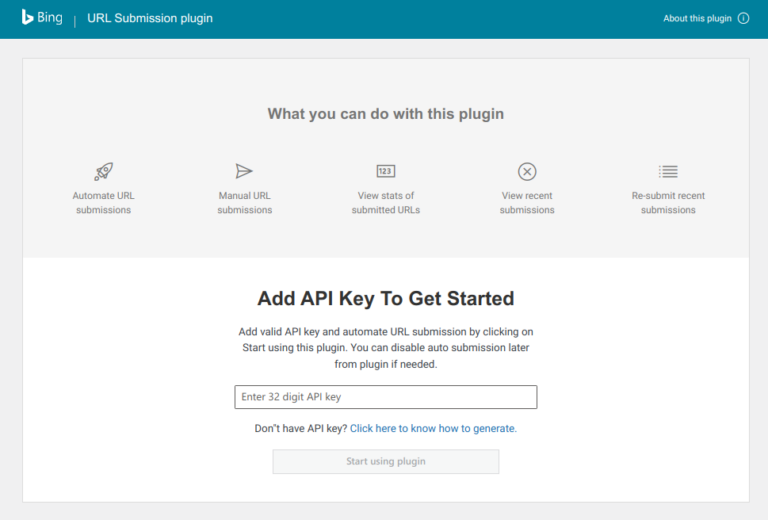 Bing | URL Submission plugin
About this plugin
What you can do with this plugin
Automate URL
submissions
Manual URL
submissions
123
View stats of
submitted URLs
View recent
submissions
Re-submit recent
submissions
Add API Key To Get Started
Add valid API key and automate URL submission by clicking on
Start using this plugin. You can disable auto submission later
from plugin if needed.
Enter 32 digit API key
Don"t have API key? Click here to know how to generate.
Start using plugin